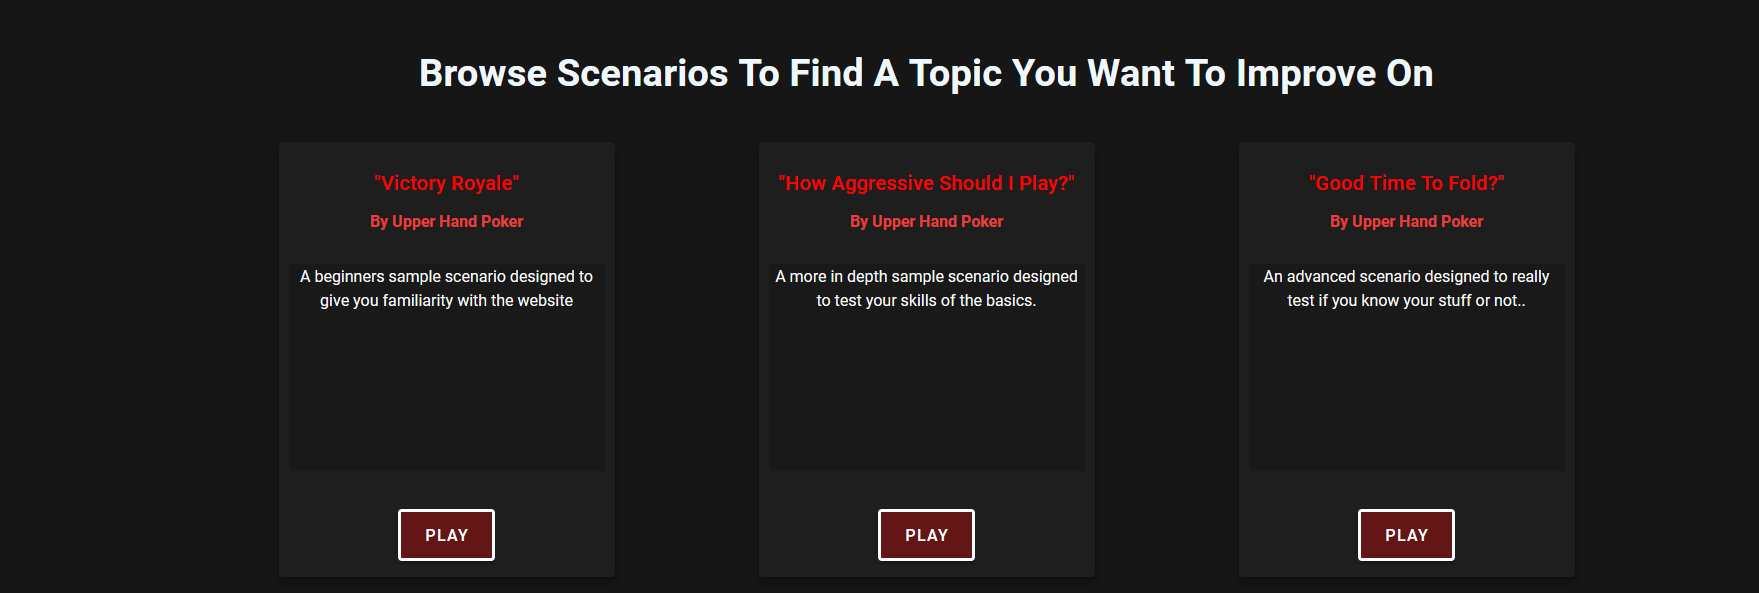 Browse Scenarios To Find A Topic You Want To Improve On
"Victory Royale"
By Upper Hand Poker
A beginners sample scenario designed to
give you familiarity with the website
PLAY
"How Aggressive Should I Play?"
By Upper Hand Poker
A more in depth sample scenario designed
to test your skills of the basics.
PLAY
"Good Time To Fold?"
By Upper Hand Poker
An advanced scenario designed to really
test if you know your stuff or not..
PLAY